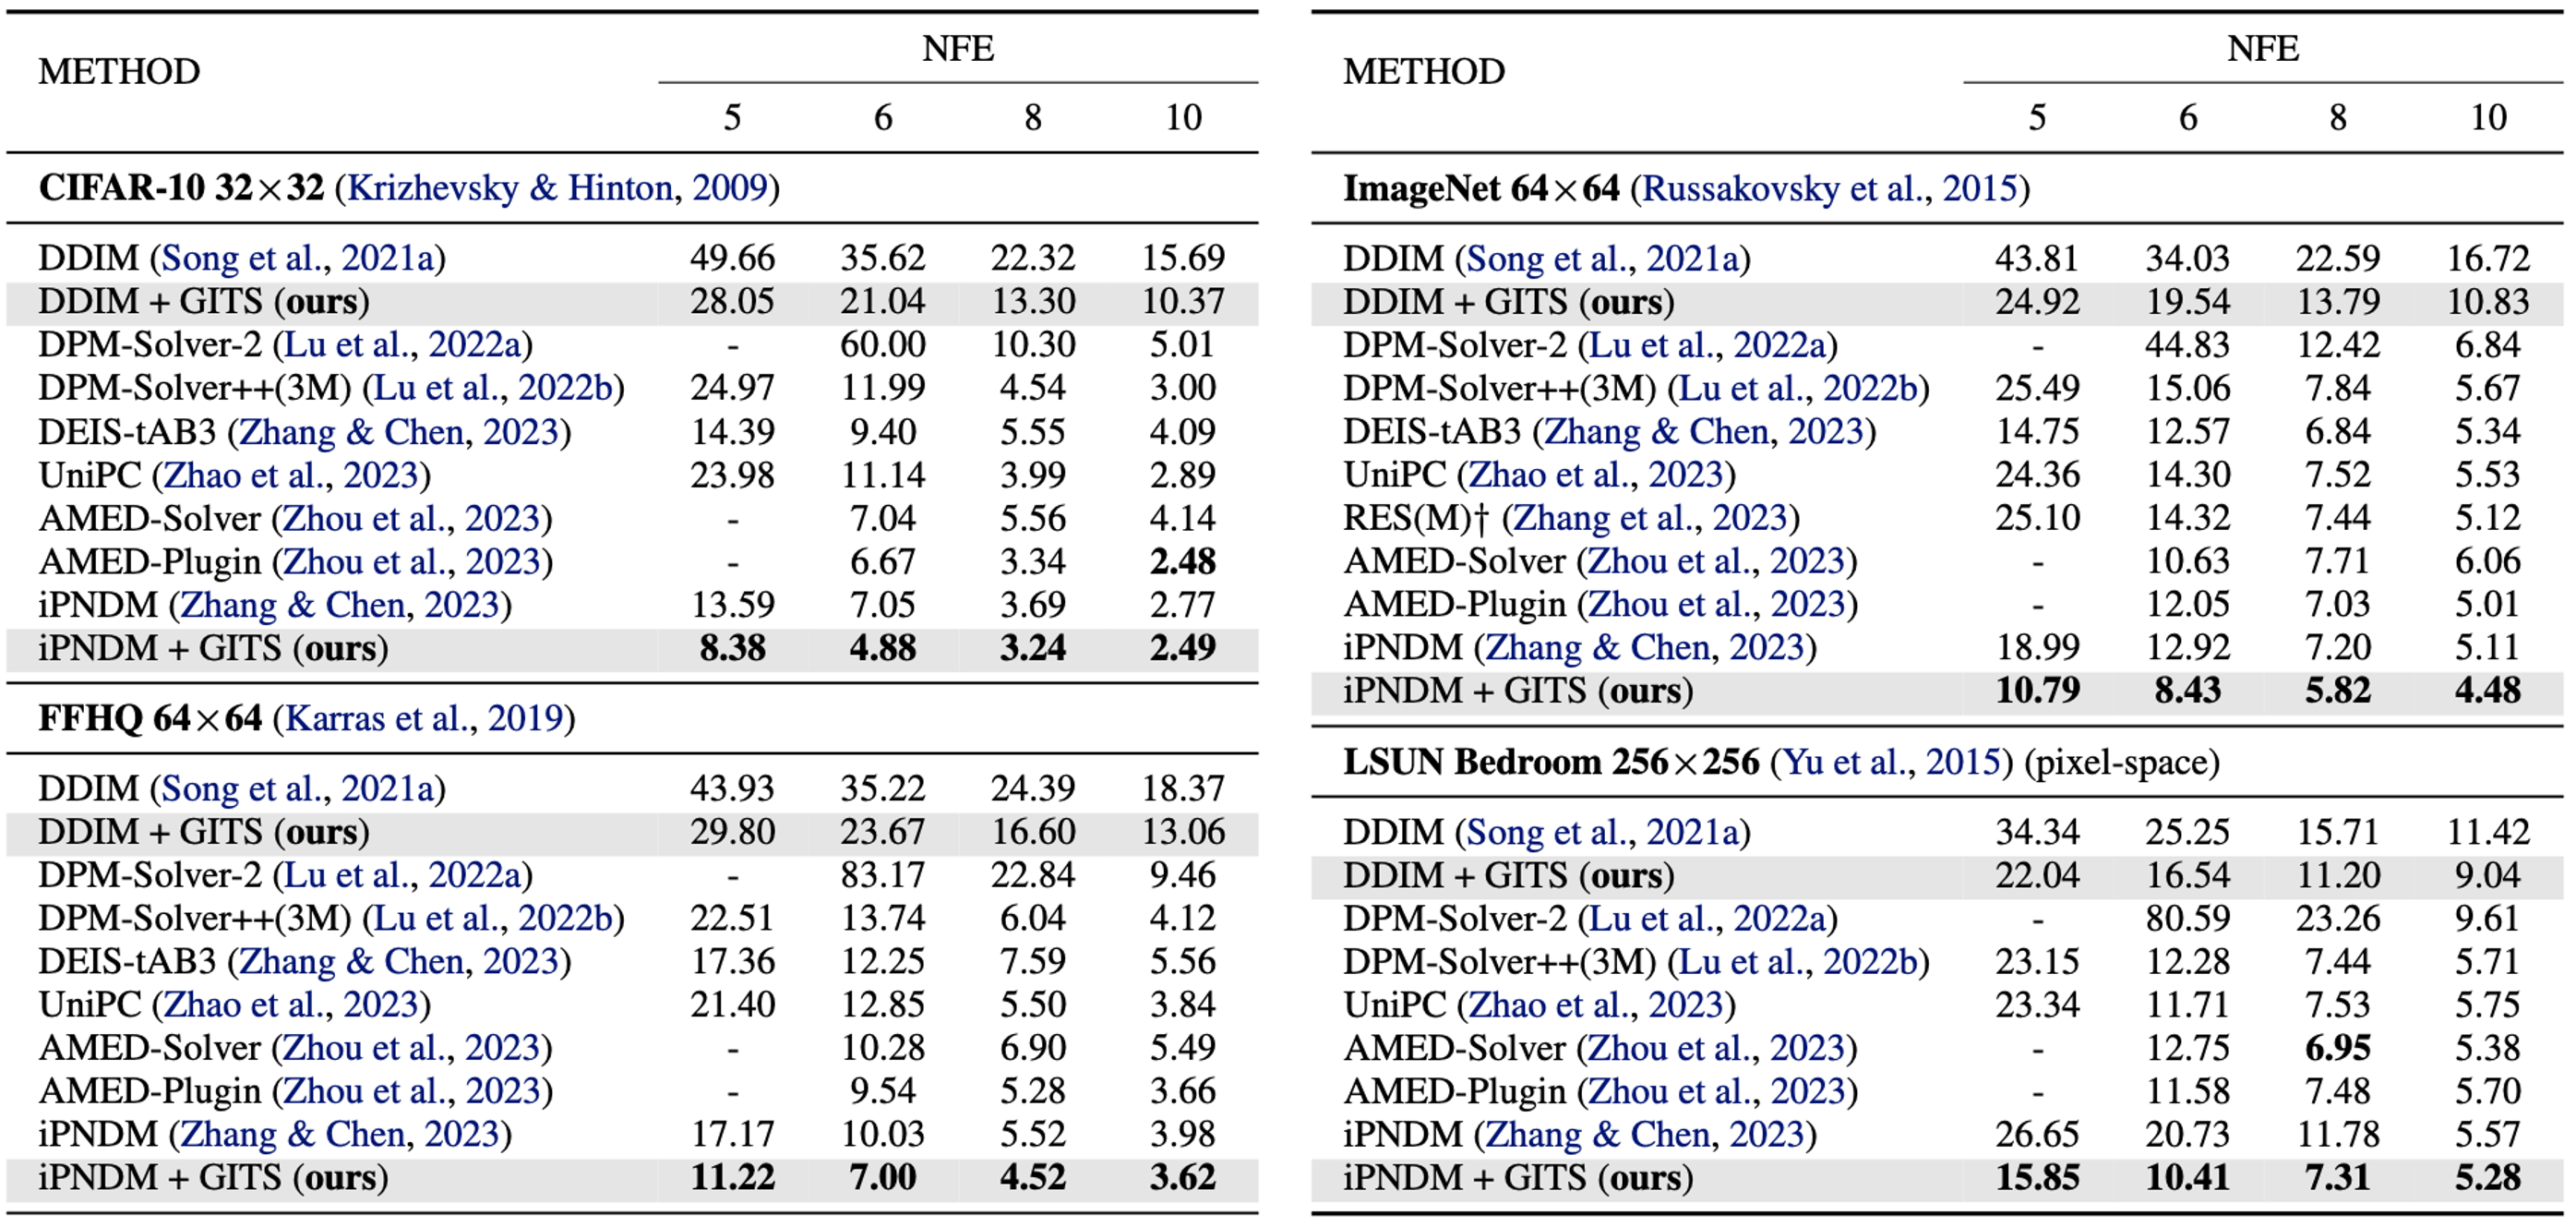 METHOD NFE
5 6 8 10
CIFAR-10 32×32 (Krizhevsky & Hinton, 2009)
DDIM (Song et al., 2021a) 49.66 35.62 22.32 15.69
DDIM + GITS (ours) 28.05 21.04 13.30 10.37
DPM-Solver-2 (Lu et al., 2022a) - 60.00 10.30 5.01
DPM-Solver++(3M) (Lu et al., 2022b) 24.97 11.99 4.54 3.00
DEIS-tAB3 (Zhang & Chen, 2023) 14.39 9.40 5.55 4.09
UniPC (Zhao et al., 2023) 23.98 11.14 3.99 2.89
AMED-Solver (Zhou et al., 2023) - 7.04 5.56 4.14
AMED-Plugin (Zhou et al., 2023) - 6.67 3.34 2.48
iPNDM (Zhang & Chen, 2023) 13.59 7.05 3.69 2.77
iPNDM + GITS (ours) 8.38 4.88 3.24 2.49
FFHQ 64×64 (Karras et al., 2019)
DDIM (Song et al., 2021a) 43.93 35.22 24.39 18.37
DDIM + GITS (ours) 29.80 23.67 16.60 13.06
DPM-Solver-2 (Lu et al., 2022a) - 83.17 22.84 9.46
DPM-Solver++(3M) (Lu et al., 2022b) 22.51 13.74 6.04 4.12
DEIS-tAB3 (Zhang & Chen, 2023) 17.36 12.25 7.59 5.56
UniPC (Zhao et al., 2023) 21.40 12.85 5.50 3.84
AMED-Solver (Zhou et al., 2023) - 10.28 6.90 5.49
AMED-Plugin (Zhou et al., 2023) - 9.54 5.28 3.66
iPNDM (Zhang & Chen, 2023) 17.17 10.03 5.52 3.98
iPNDM + GITS (ours) 11.22 7.00 4.52 3.62
METHOD NFE
5 6 8 10
ImageNet 64×64 (Russakovsky et al., 2015)
DDIM (Song et al., 2021a) 43.81 34.03 22.59 16.72
DDIM + GITS (ours) 24.92 19.54 13.79 10.83
DPM-Solver-2 (Lu et al., 2022a) - 44.83 12.42 6.84
DPM-Solver++(3M) (Lu et al., 2022b) 25.49 15.06 7.84 5.67
DEIS-tAB3 (Zhang & Chen, 2023) 14.75 12.57 6.84 5.34
UniPC (Zhao et al., 2023) 24.36 14.30 7.52 5.53
RES(M)† (Zhang et al., 2023) 25.10 14.32 7.44 5.12
AMED-Solver (Zhou et al., 2023) - 10.63 7.71 6.06
AMED-Plugin (Zhou et al., 2023) - 12.05 7.03 5.01
iPNDM (Zhang & Chen, 2023) 18.99 12.92 7.20 5.11
iPNDM + GITS (ours) 10.79 8.43 5.82 4.48
LSUN Bedroom 256×256 (Yu et al., 2015) (pixel-space)
DDIM (Song et al., 2021a) 34.34 25.25 15.71 11.42
DDIM + GITS (ours) 22.04 16.54 11.20 9.04
DPM-Solver-2 (Lu et al., 2022a) - 80.59 23.26 9.61
DPM-Solver++(3M) (Lu et al., 2022b) 23.15 12.28 7.44 5.71
UniPC (Zhao et al., 2023) 23.34 11.71 7.53 5.75
AMED-Solver (Zhou et al., 2023) - 12.75 6.95 5.38
AMED-Plugin (Zhou et al., 2023) - 11.58 7.48 5.70
iPNDM (Zhang & Chen, 2023) 26.65 20.73 11.78 5.57
iPNDM + GITS (ours) 15.85 10.41 7.31 5.28